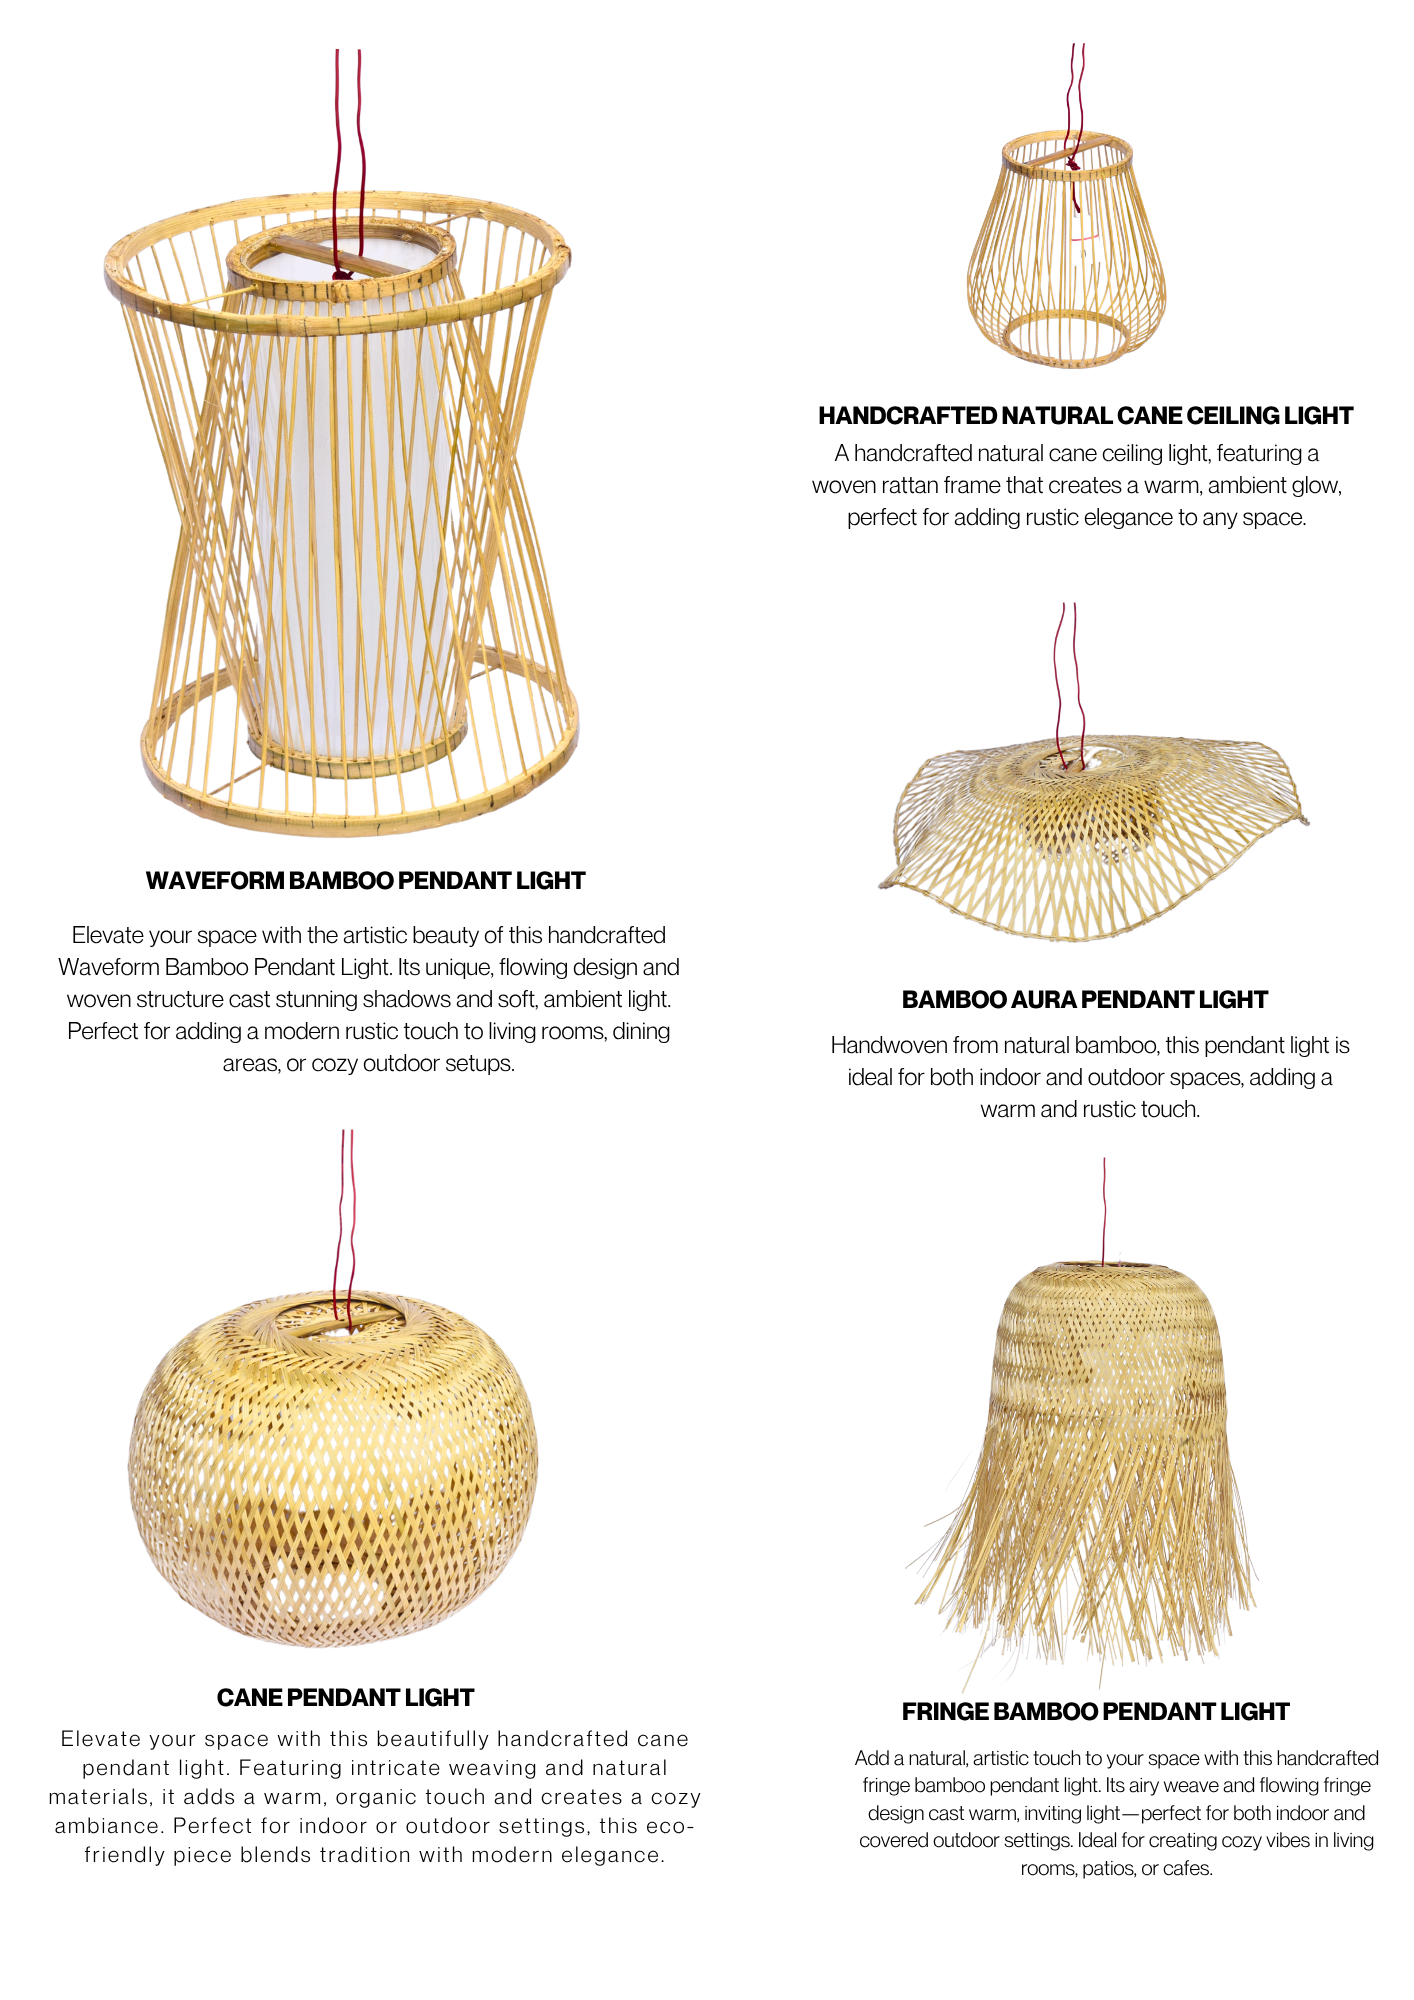 WAVEFORM BAMBOO PENDANT LIGHT
Elevate your space with the artistic beauty of this handcrafted
Waveform Bamboo Pendant Light. Its unique, flowing design and
woven structure cast stunning shadows and soft, ambient light.
Perfect for adding a modern rustic touch to living rooms, dining
areas, or cozy outdoor setups.
CANE PENDANT LIGHT
Elevate your space with this beautifully handcrafted cane
pendant light. Featuring intricate weaving and natural
materials, it adds a warm, organic touch and creates a cozy
ambiance. Perfect for indoor or outdoor settings, this eco-
friendly piece blends tradition with modern elegance.
HANDCRAFTED NATURAL CANE CEILING LIGHT
A handcrafted natural cane ceiling light, featuring a
woven rattan frame that creates a warm, ambient glow,
perfect for adding rustic elegance to any space.
BAMBOO AURA PENDANT LIGHT
Handwoven from natural bamboo, this pendant light is
ideal for both indoor and outdoor spaces, adding a
warm and rustic touch.
FRINGE BAMBOO PENDANT LIGHT
Add a natural, artistic touch to your space with this handcrafted
fringe bamboo pendant light. Its airy weave and flowing fringe
design cast warm, inviting light—perfect for both indoor and
covered outdoor settings. Ideal for creating cozy vibes in living
rooms, patios, or cafes.